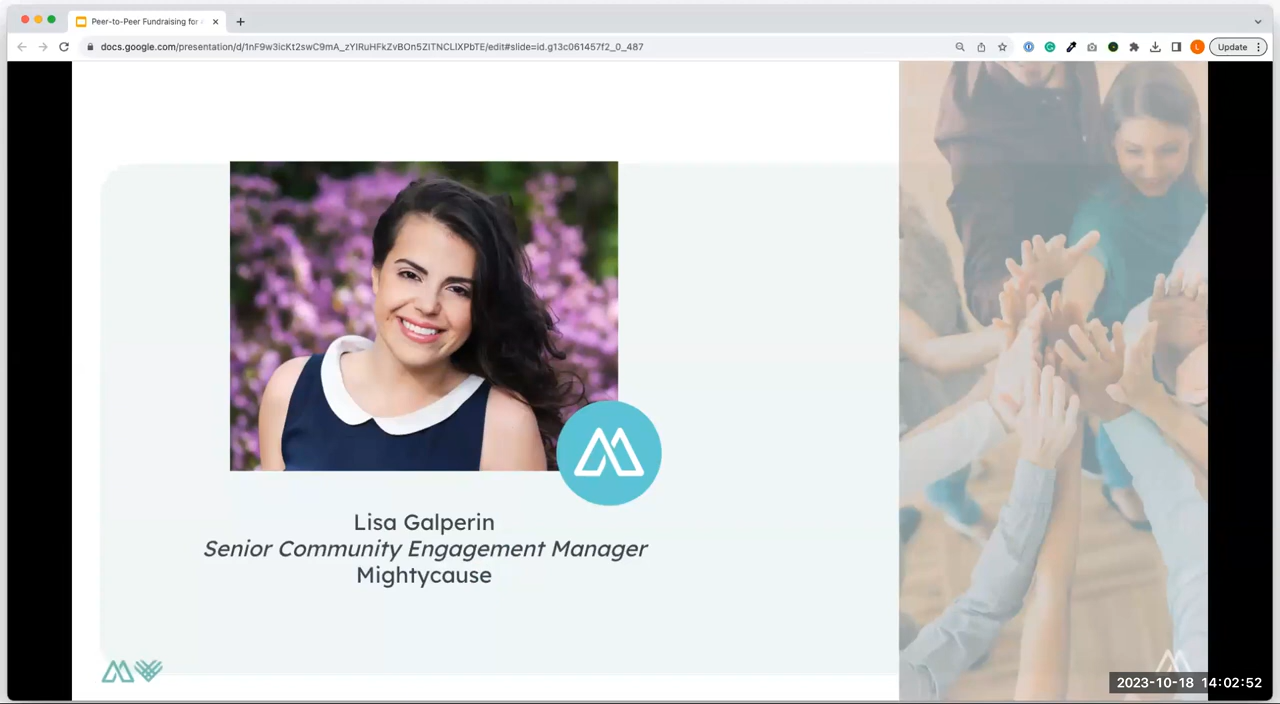 Peer-to-Peer Fundraising for
docs.google.com/presentation/d/1nF9w3icKt2swC9mA_zYIRuHFkZvBOn5ZITNCLIXPbTE/edit#slide=id.g13c061457f2_0_487
Update
Lisa Galperin
Senior Community Engagement Manager
Mightycause
2023-10-18 14:02:52